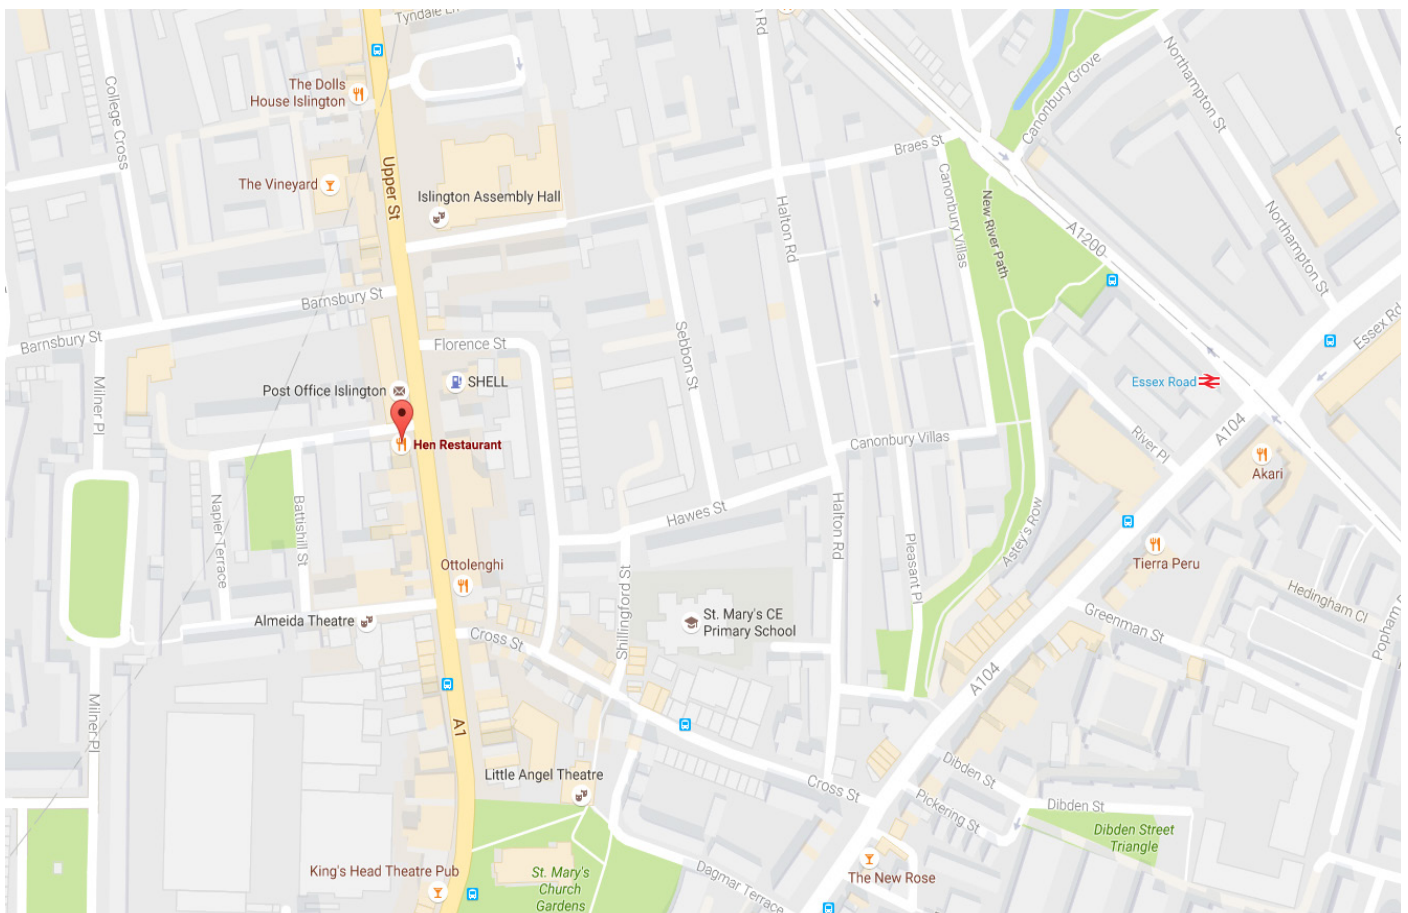 Tyndale
The Dolls
House Islington
College Cross
Upper St
The Vineyard
Islington Assembly Hall
Braes St
Halton Rd
Canonbury Villas
New River Path
A1200
Canonbury Grove
Northampton St
Northampton St
Essex Rd
Barnsbury St
Barnsbury St
Florence St
Sebbon St
SHELL
Post Office Islington
Milner Pl
Hen Restaurant
Essex Road
Canonbury Villas
River Pl
A104
Akari
Napier Terrace
Battishill St
Hawes St
Halton Rd
Pleasant Pl
Astey's Row
Tierra Peru
Ottolenghi
Almeida Theatre
Cross St
Shillingford St
St. Mary's CE
Primary School
Greenman St
Hedingham Cl
Popham
A104
Milner Pl
A1
Little Angel Theatre
Cross St
Dibden St
Pickering St
Dibden St
Dibden Street
Triangle
King's Head Theatre Pub
St. Mary's
Church
Gardens
Dagmar Terrace
The New Rose